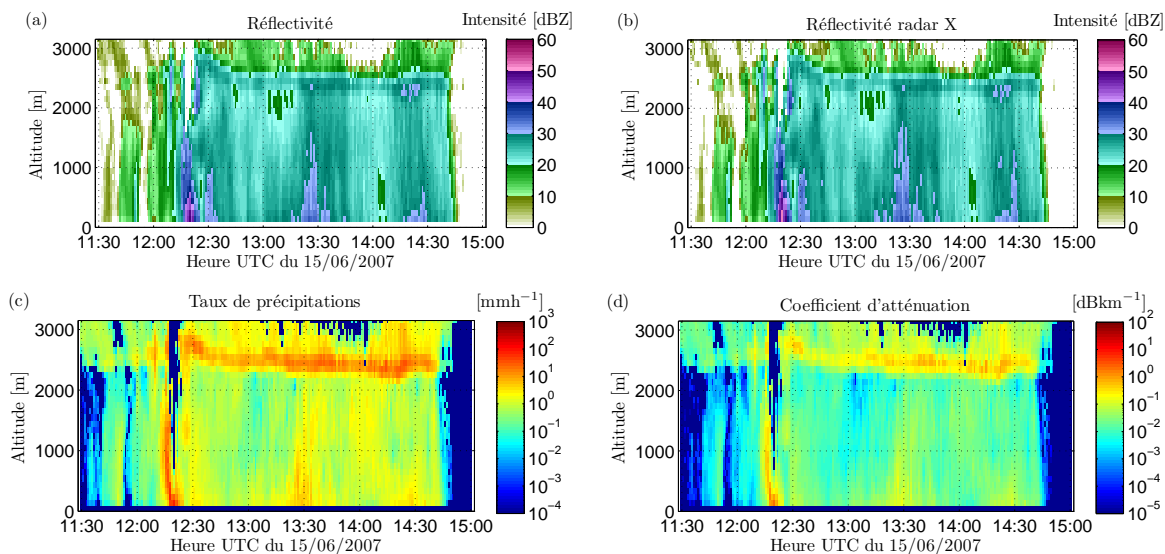 (a) Réflectivité Intensité [dBZ]
3000
2000
1000
0
Altitude [m]
11:30 12:00 12:30 13:00 13:30 14:00 14:30 15:00
Heure UTC du 15/06/2007
60
50
40
30
20
10
0
(b) Réflectivité radar X Intensité [dBZ]
3000
2000
1000
0
Altitude [m]
11:30 12:00 12:30 13:00 13:30 14:00 14:30 15:00
Heure UTC du 15/06/2007
60
50
40
30
20
10
0
(c) Taux de précipitations [mmh⁻¹]
3000
2000
1000
0
Altitude [m]
11:30 12:00 12:30 13:00 13:30 14:00 14:30 15:00
Heure UTC du 15/06/2007
10³
10²
10¹
10⁰
10⁻¹
10⁻²
10⁻³
10⁻⁴
(d) Coefficient d'atténuation [dBkm⁻¹]
3000
2000
1000
0
Altitude [m]
11:30 12:00 12:30 13:00 13:30 14:00 14:30 15:00
Heure UTC du 15/06/2007
10²
10¹
10⁰
10⁻¹
10⁻²
10⁻³
10⁻⁴
10⁻⁵